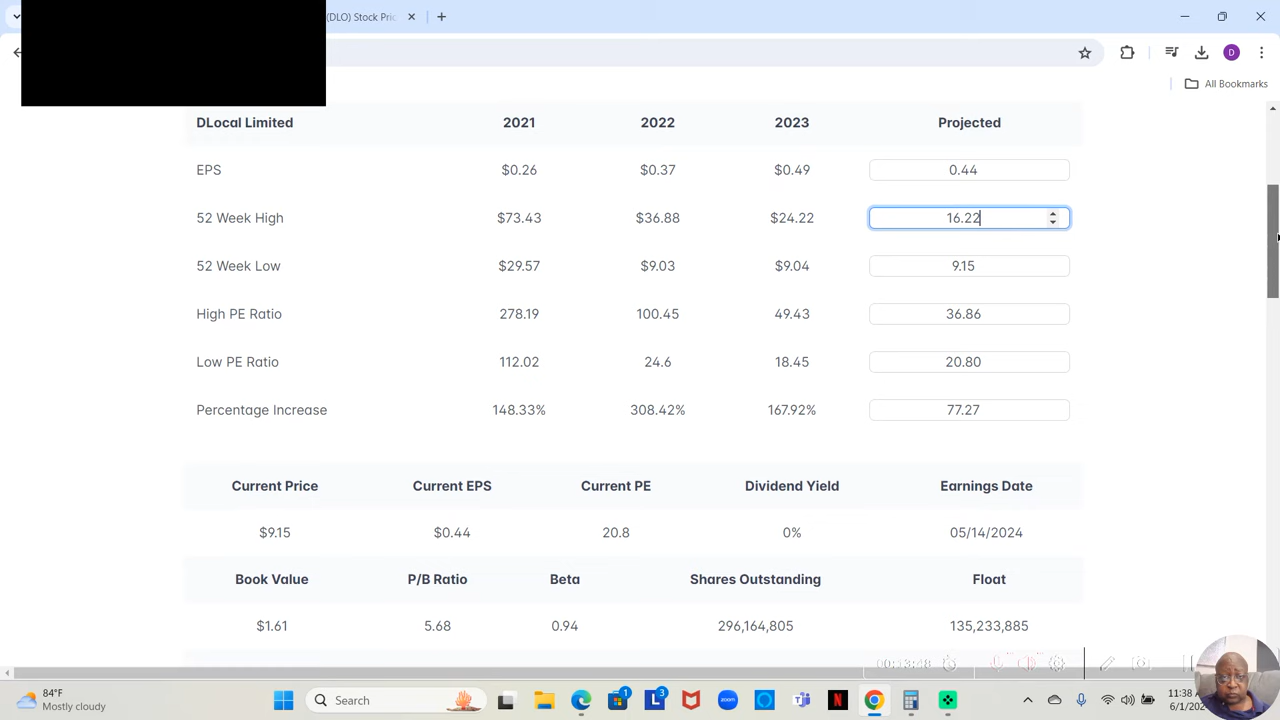 (DLO) Stock Pric
D
All Bookmarks
DLocal Limited 2021 2022 2023 Projected
EPS $0.26 $0.37 $0.49 0.44
52 Week High $73.43 $36.88 $24.22 16.22
52 Week Low $29.57 $9.03 $9.04 9.15
High PE Ratio 278.19 100.45 49.43 36.86
Low PE Ratio 112.02 24.6 18.45 20.80
Percentage Increase 148.33% 308.42% 167.92% 77.27
Current Price Current EPS Current PE Dividend Yield Earnings Date
$9.15 $0.44 20.8 0% 05/14/2024
Book Value P/B Ratio Beta Shares Outstanding Float
$1.61 5.68 0.94 296,164,805 135,233,885
84°F
Mostly cloudy
Search
1
3
zoom
N
11:38 A
6/1/202